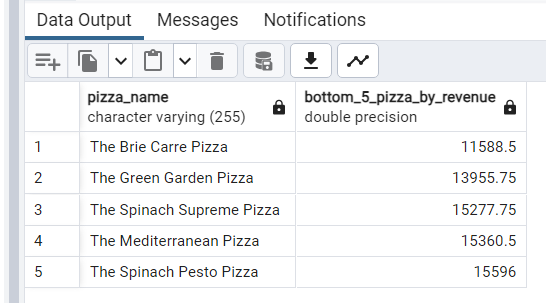 Data Output Messages Notifications
pizza_name bottom_5_pizza_by_revenue
character varying (255) double precision
1 The Brie Carre Pizza 11588.5
2 The Green Garden Pizza 13955.75
3 The Spinach Supreme Pizza 15277.75
4 The Mediterranean Pizza 15360.5
5 The Spinach Pesto Pizza 15596